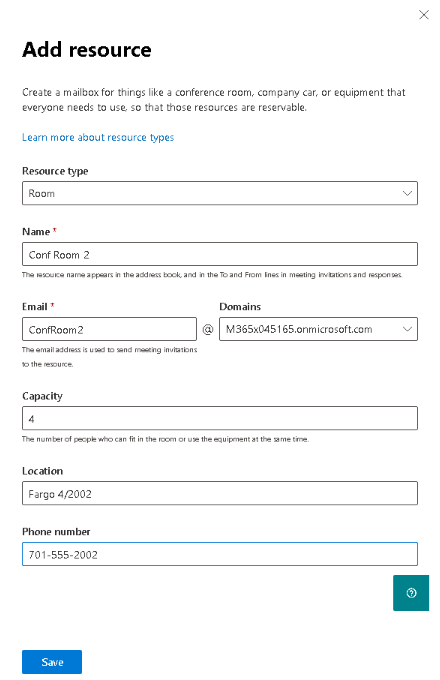 Add resource
Create a mailbox for things like a conference room, company car, or equipment that
everyone needs to use, so that those resources are reservable.
Learn more about resource types
Resource type
Room
Name *
Conf Room 2
The resource name appears in the address book, and in the To and From lines in meeting invitations and responses.
Email *
Domains
ConfRoom2
@
M365x045165.onmicrosoft.com
The email address is used to send meeting invitations
to the resource.
Capacity
4
The number of people who can fit in the room or use the equipment at the same time.
Location
Fargo 4/2002
Phone number
701-555-2002
Save